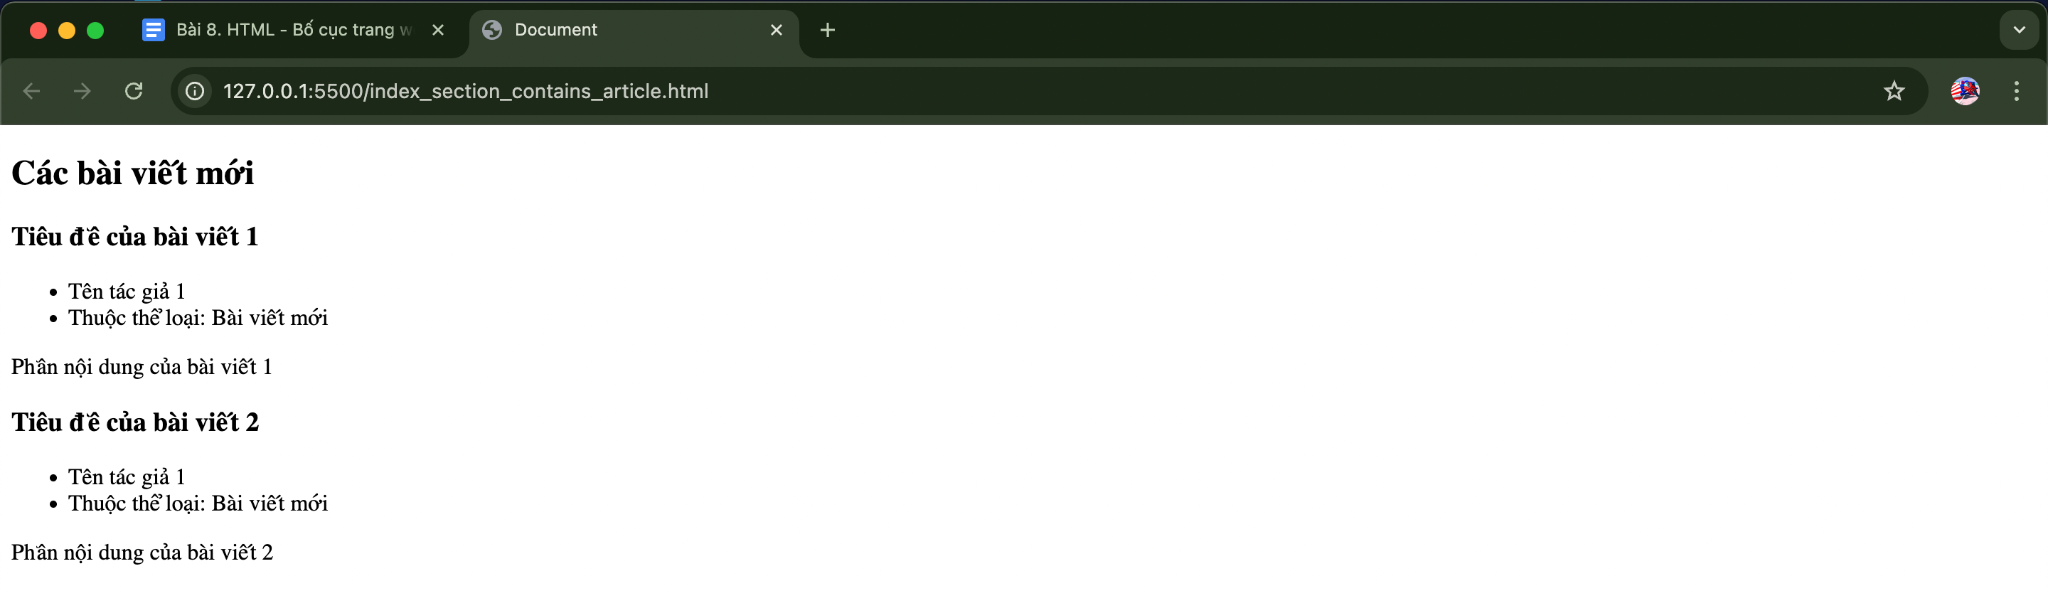 Bài 8. HTML - Bố cục trang w
Document
127.0.0.1:5500/index_section_contains_article.html
Các bài viết mới
Tiêu đề của bài viết 1
Tên tác giả 1
Thuộc thể loại: Bài viết mới
Phần nội dung của bài viết 1
Tiêu đề của bài viết 2
Tên tác giả 1
Thuộc thể loại: Bài viết mới
Phần nội dung của bài viết 2